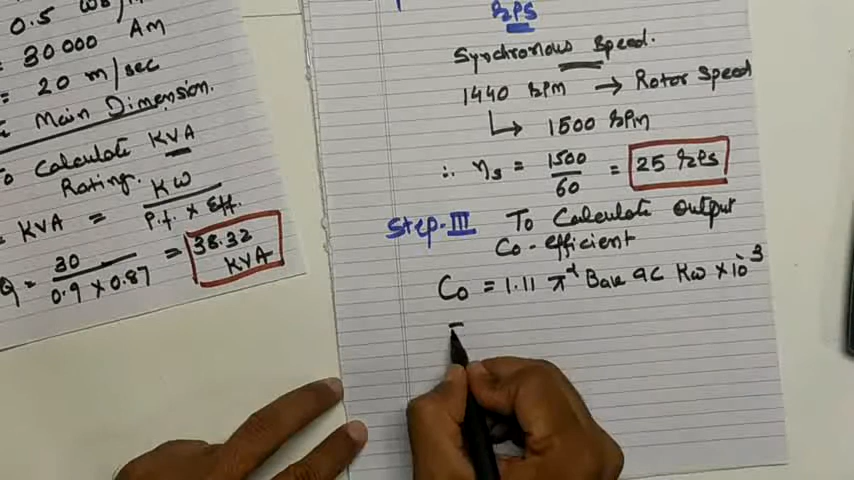 0.5 Wb/
= 30000 AM
= 20 m/sec
Main Dimension.
To Calculate KVA
Rating.
KVA = KW
P.f. × Eff.
Q = 30
0.9 × 0.87
= 38.32
KVA
rps
Synchronous Speed.
1440 rpm → Rotor Speed
↳ 1500 rpm
∴ ηs = 1500
60
= 25 rps
Step-III To Calculate output
Co-efficient
Co = 1.11 π² Bav ac Kw × 10⁻³